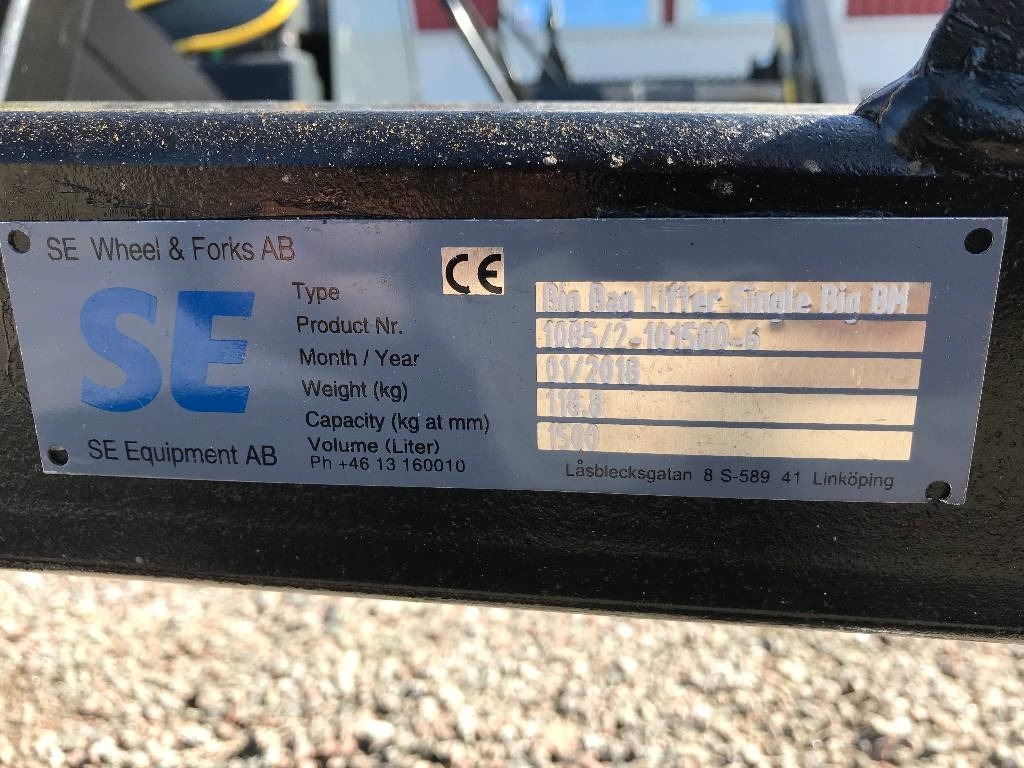 SE Wheel & Forks AB
CE
SE
SE Equipment AB
Type Big Bag Lifter Single Big BM
Product Nr. 1085/2-101500-6
Month / Year 01/2018
Weight (kg) 118.8
Capacity (kg at mm) 1500
Volume (Liter)
Ph +46 13 160010
Låsblecksgatan 8 S-589 41 Linköping